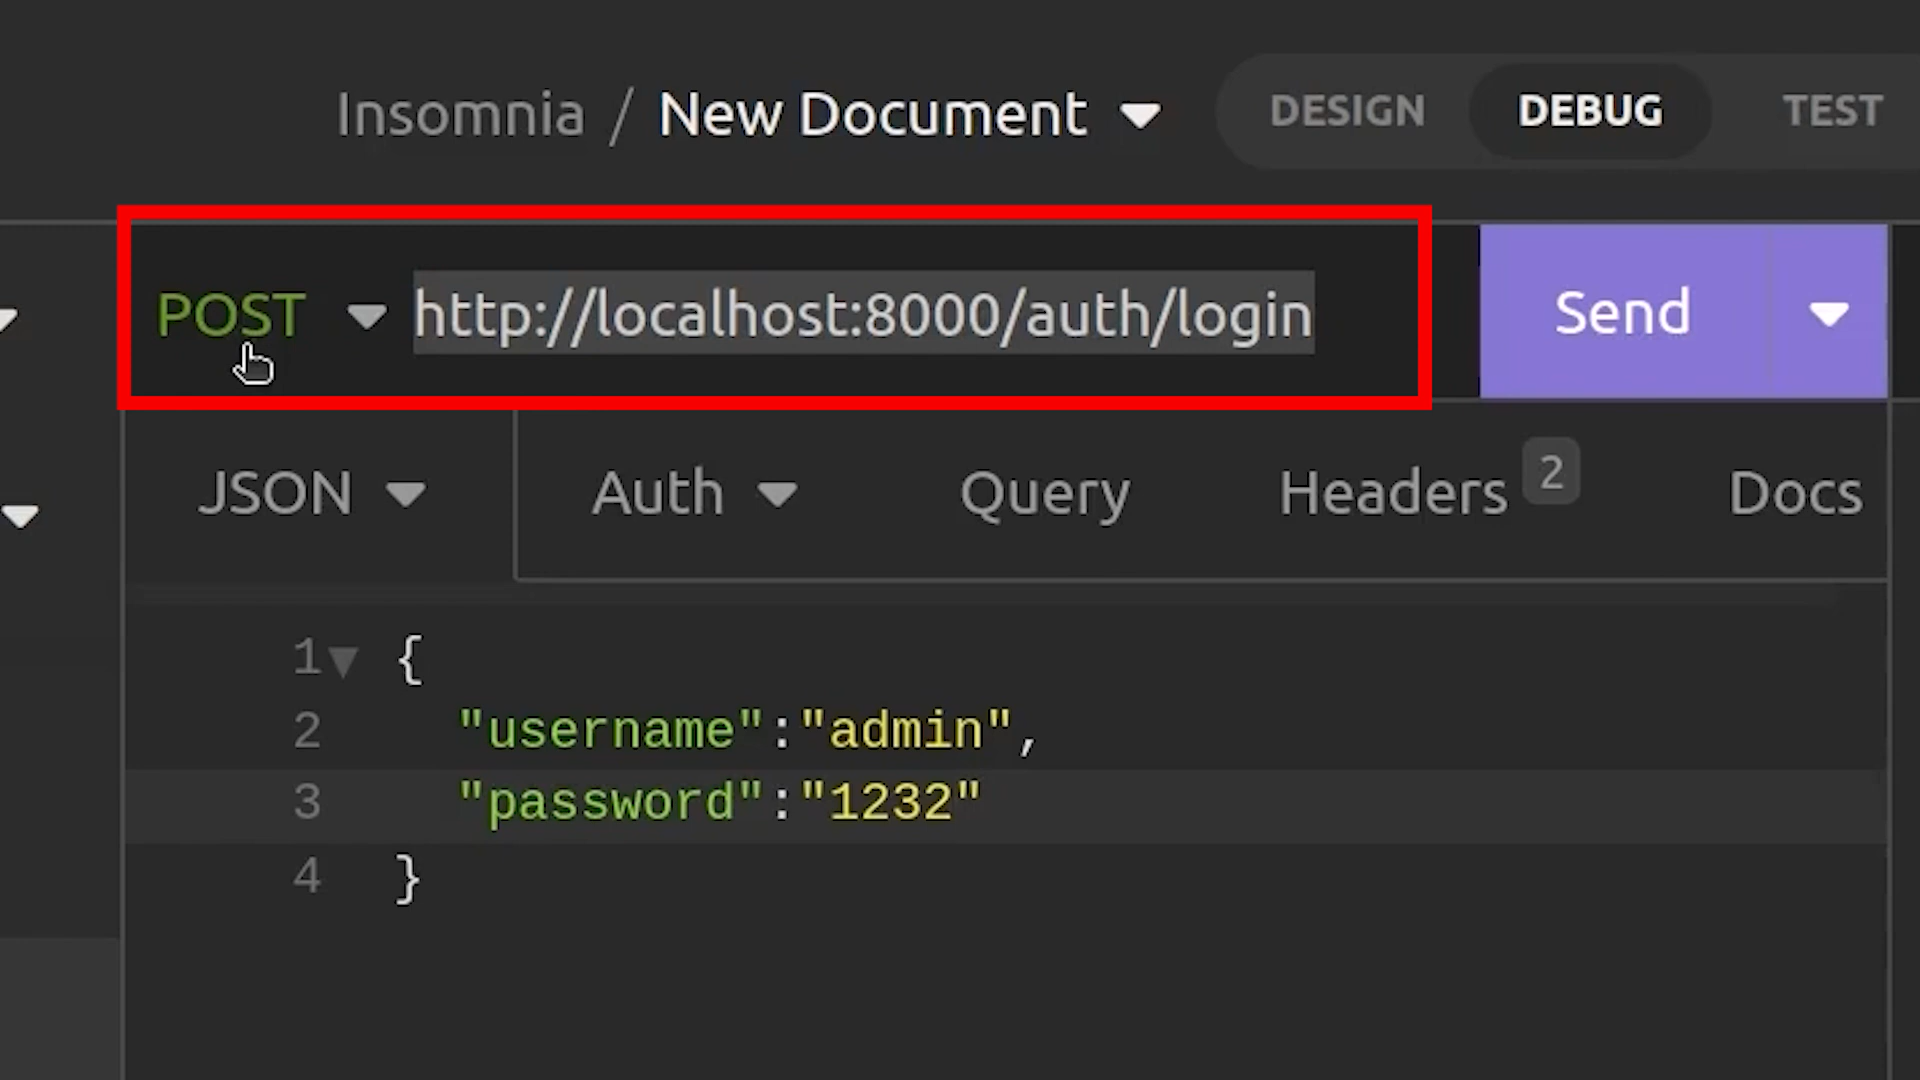 Insomnia / New Document
DESIGN DEBUG TEST
POST http://localhost:8000/auth/login Send
JSON Auth Query Headers 2 Docs
1 {
2 "username":"admin",
3 "password":"1232"
4 }